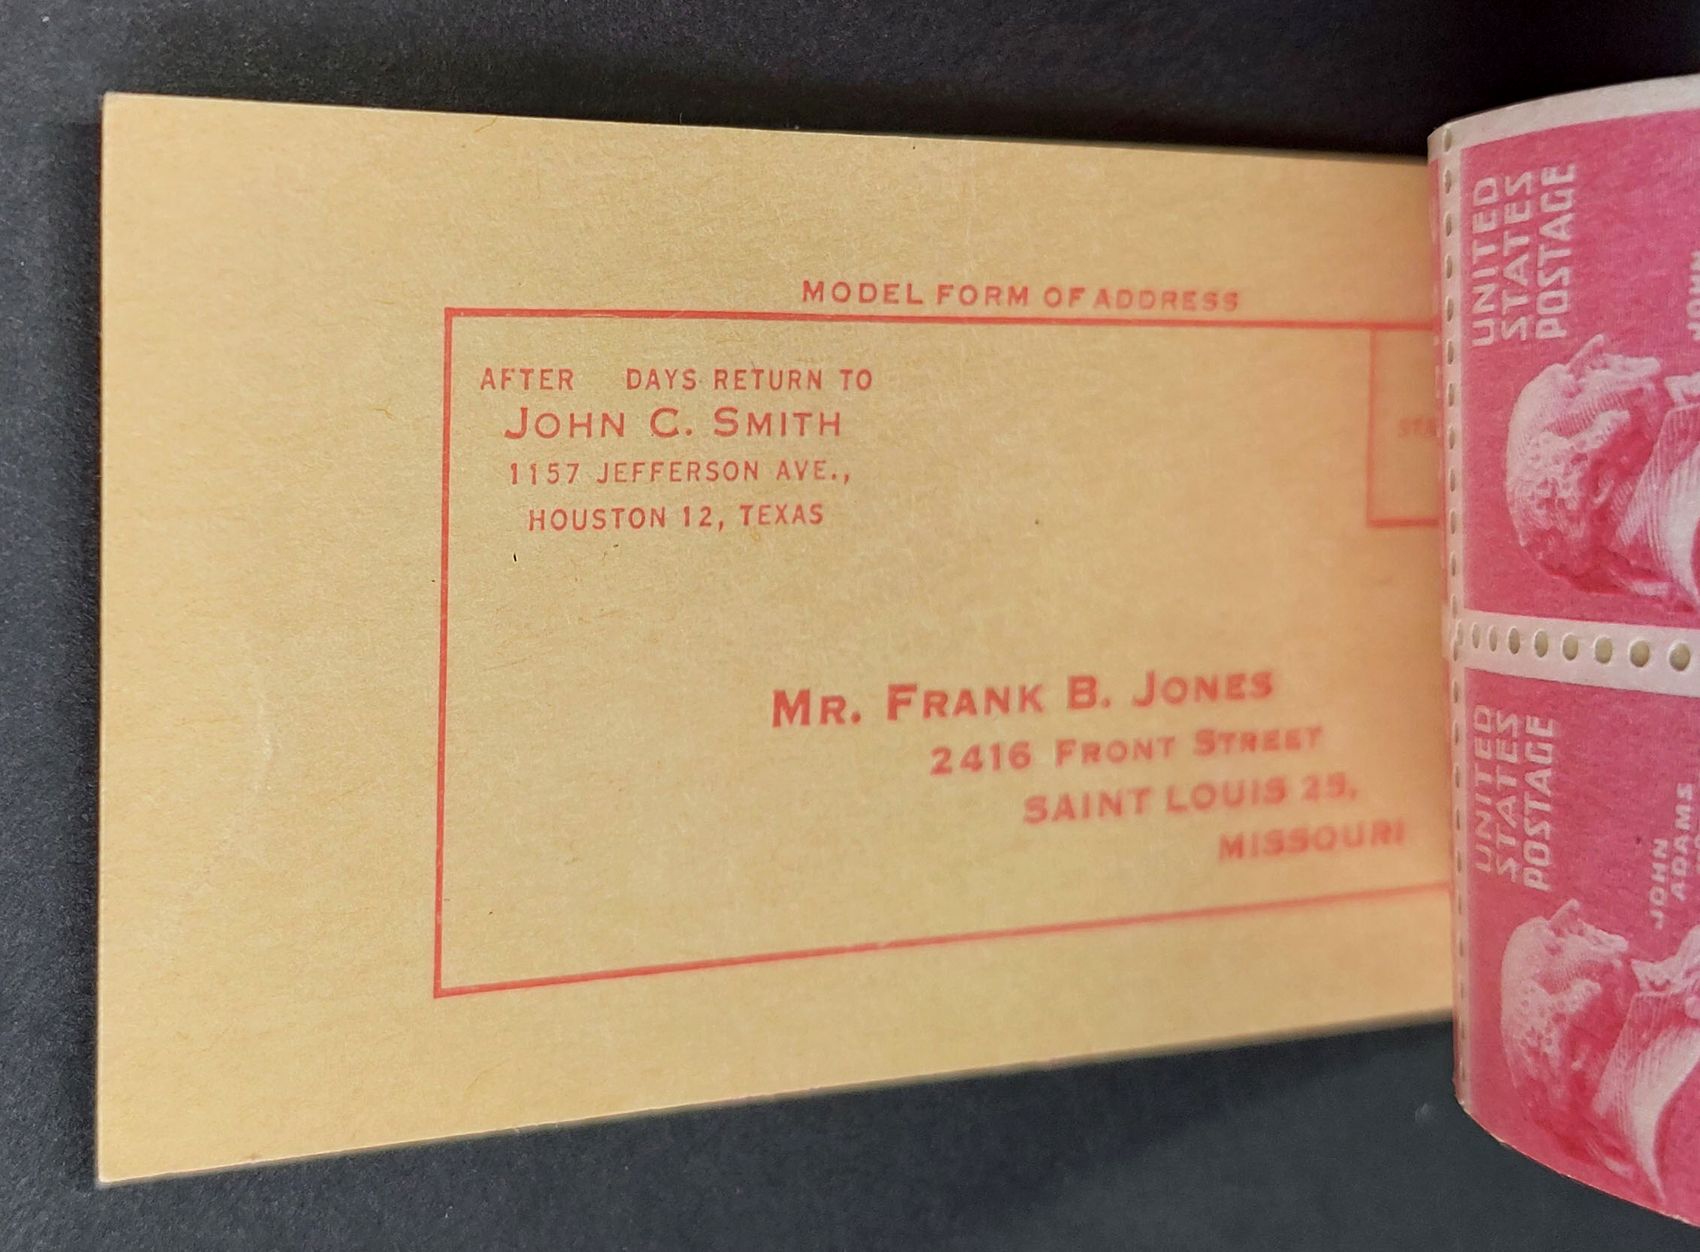 MODEL FORM OF ADDRESS
AFTER DAYS RETURN TO
JOHN C. SMITH
1157 JEFFERSON AVE.,
HOUSTON 12, TEXAS
MR. FRANK B. JONES
2416 FRONT STREET
SAINT LOUIS 25,
MISSOURI
UNITED
STATES
POSTAGE
JOHN
UNITED
STATES
POSTAGE
JOHN
ADAMS